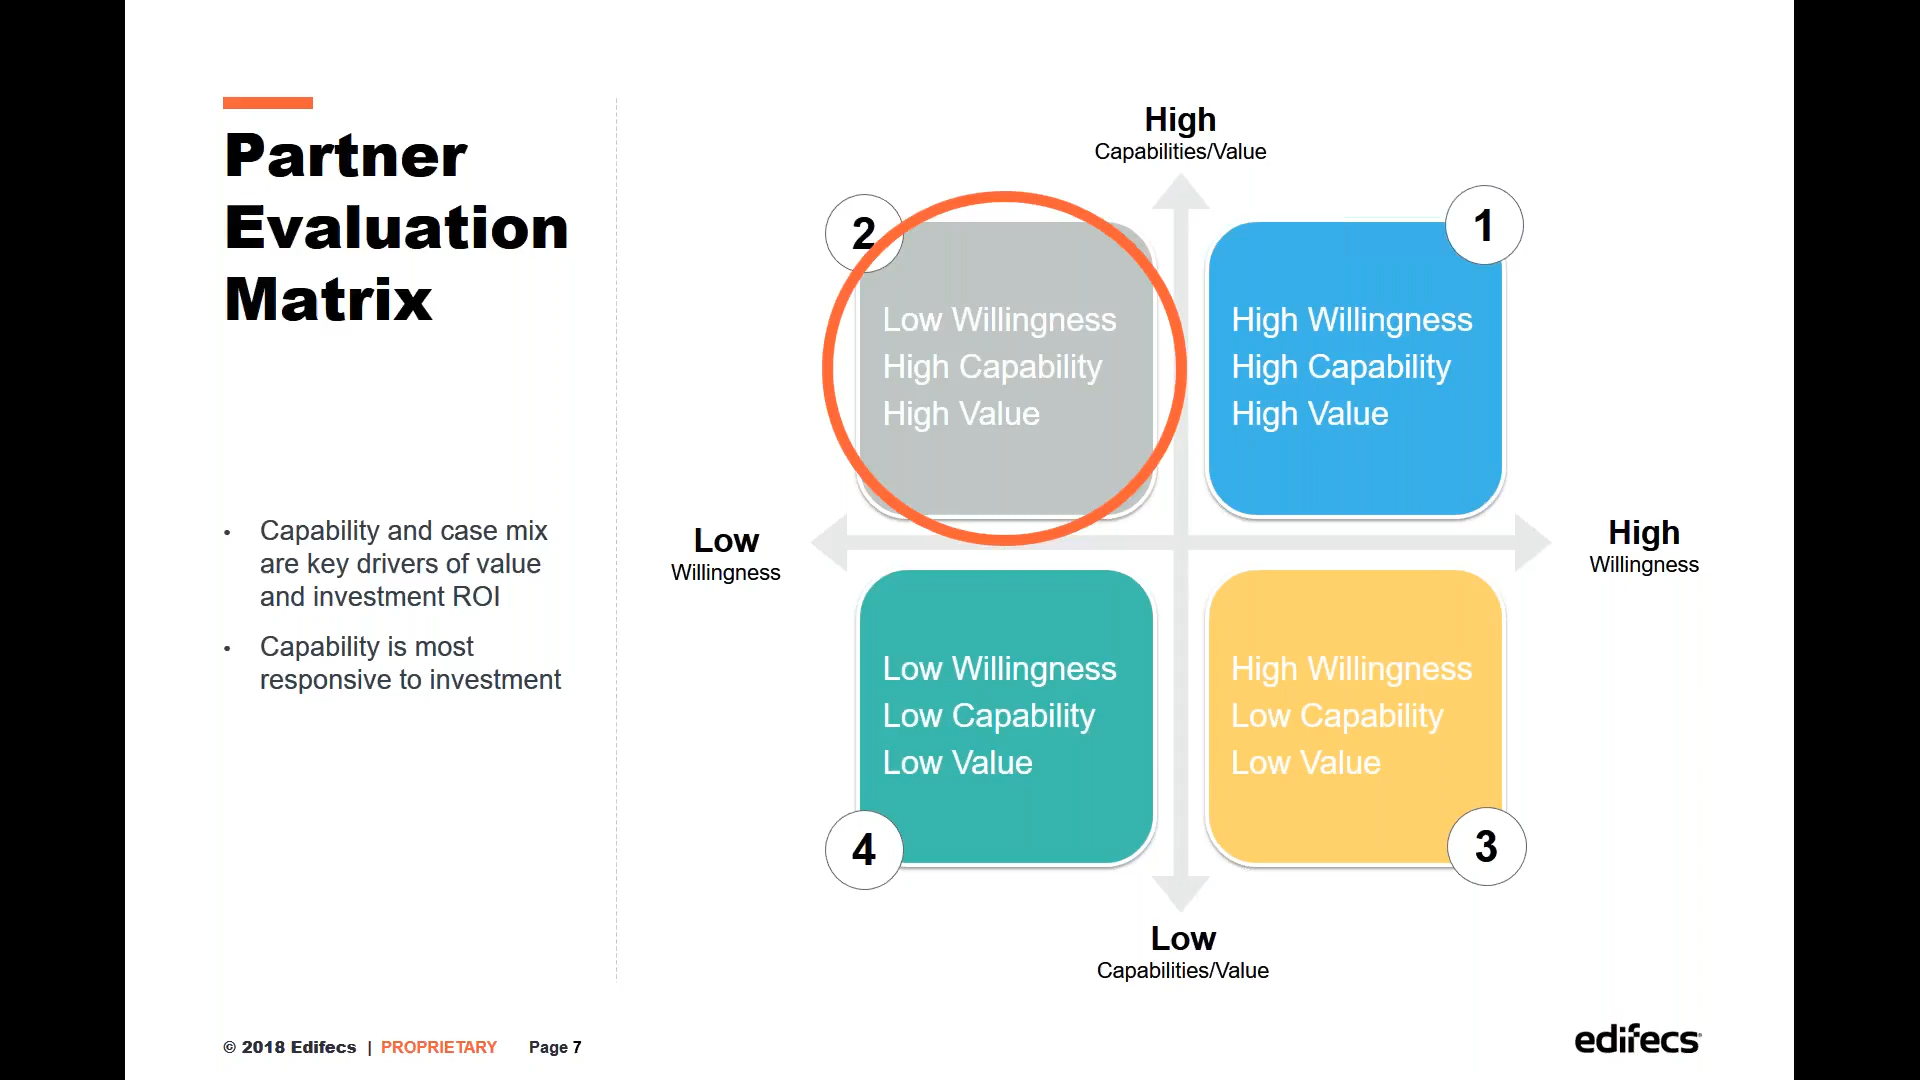 Partner
Evaluation
Matrix
• Capability and case mix
are key drivers of value
and investment ROI
• Capability is most
responsive to investment
High
Capabilities/Value
2
1
Low Willingness
High Capability
High Value
High Willingness
High Capability
High Value
Low
Willingness
High
Willingness
Low Willingness
Low Capability
Low Value
High Willingness
Low Capability
Low Value
4
3
Low
Capabilities/Value
© 2018 Edifecs | PROPRIETARY Page 7
edifecs